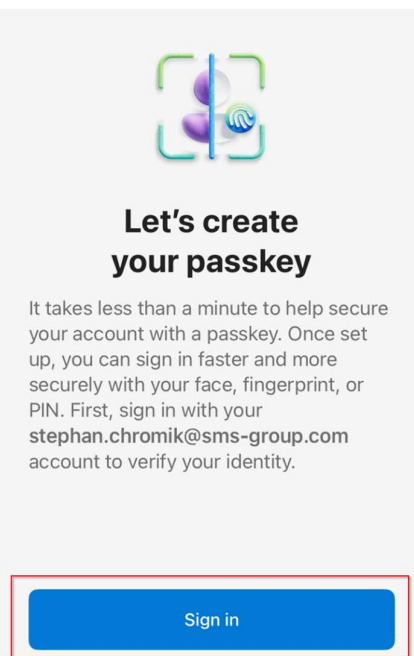 Let's create
your passkey
It takes less than a minute to help secure
your account with a passkey. Once set
up, you can sign in faster and more
securely with your face, fingerprint, or
PIN. First, sign in with your
stephan.chromik@sms-group.com
account to verify your identity.
Sign in